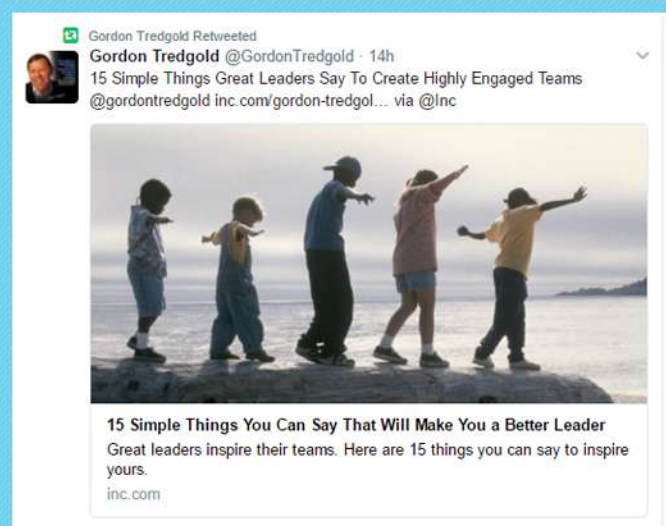 Gordon Tredgold Retweeted
Gordon Tredgold @GordonTredgold · 14h
15 Simple Things Great Leaders Say To Create Highly Engaged Teams
@gordontredgold inc.com/gordon-tredgol... via @Inc
15 Simple Things You Can Say That Will Make You a Better Leader
Great leaders inspire their teams. Here are 15 things you can say to inspire
yours.
inc.com